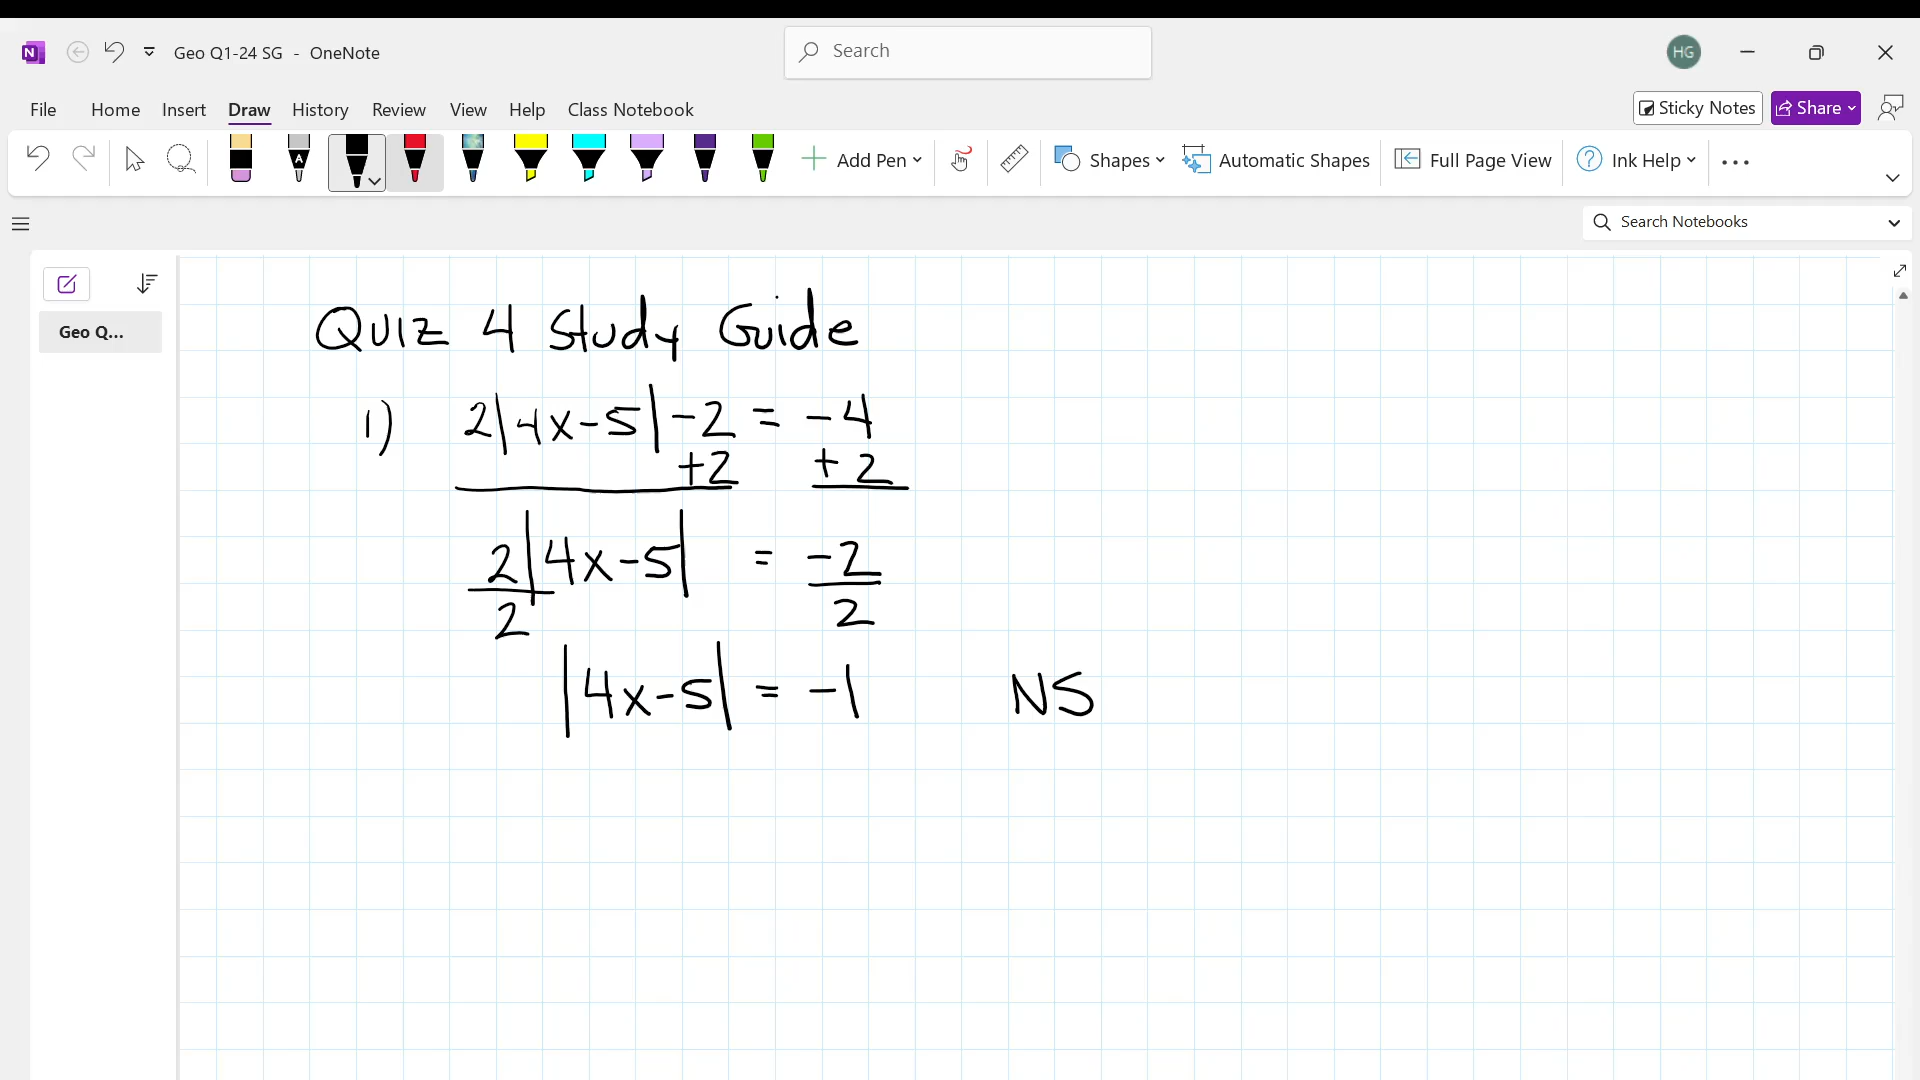 Geo Q1-24 SG - OneNote
Search
HG
File Home Insert Draw History Review View Help Class Notebook
Sticky Notes Share
A
Add Pen Shapes Automatic Shapes Full Page View Ink Help
Search Notebooks
Geo Q...
Quiz 4 Study Guide
1) 2|4x-5|-2 = -4
+2 +2
2|4x-5| = -2
2 2
|4x-5| = -1 NS